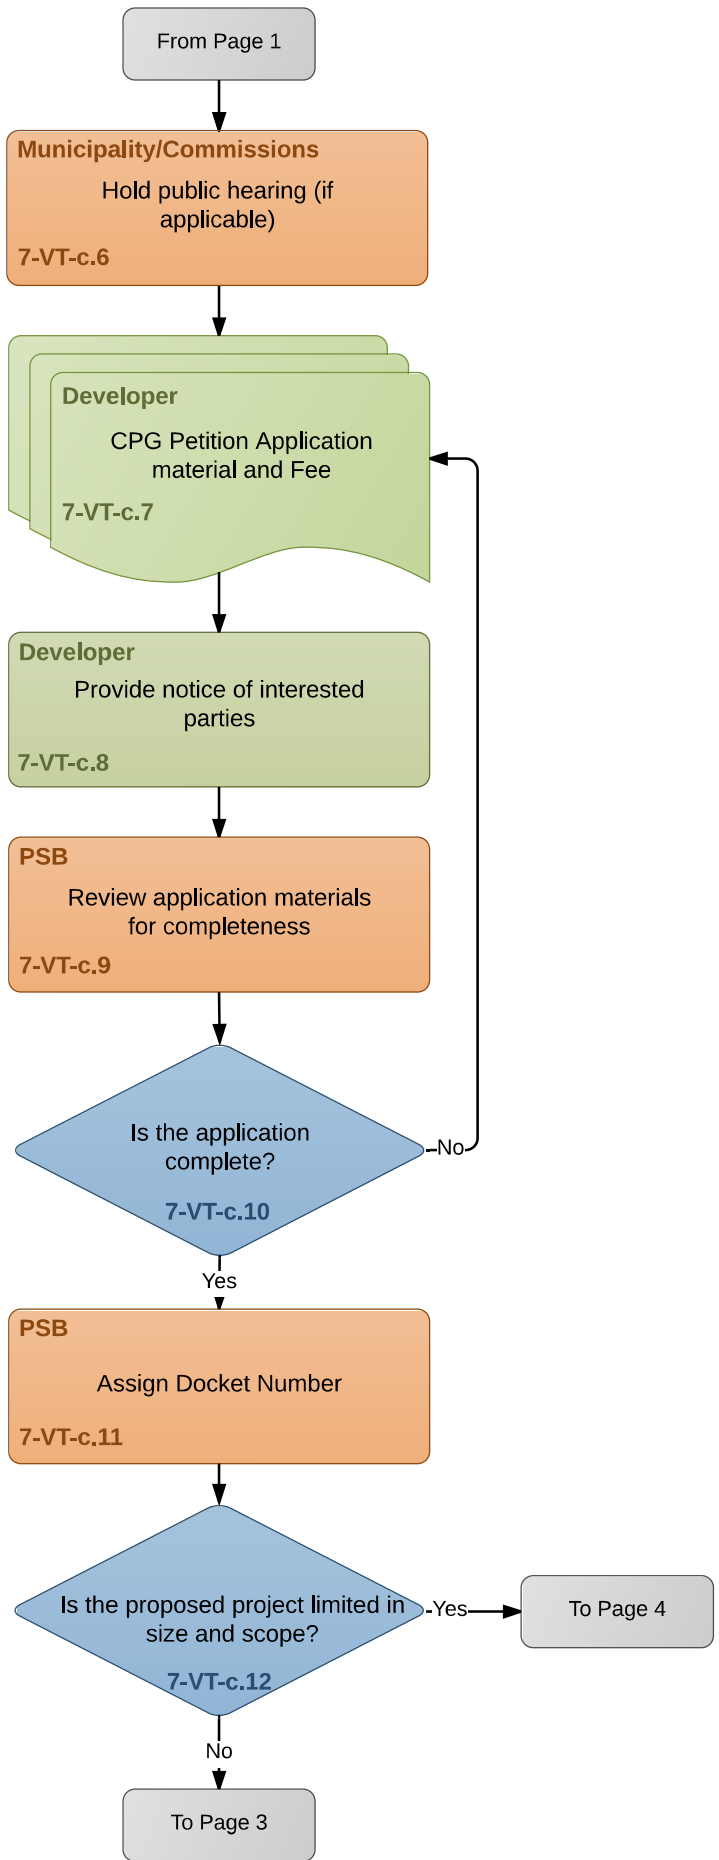 From Page 1
Municipality/Commissions
Hold public hearing (if
applicable)
7-VT-c.6
Developer
CPG Petition Application
material and Fee
7-VT-c.7
Developer
Provide notice of interested
parties
7-VT-c.8
PSB
Review application materials
for completeness
7-VT-c.9
Is the application
complete?
7-VT-c.10
No
Yes
PSB
Assign Docket Number
7-VT-c.11
Is the proposed project limited in
size and scope?
7-VT-c.12
Yes
To Page 4
No
To Page 3